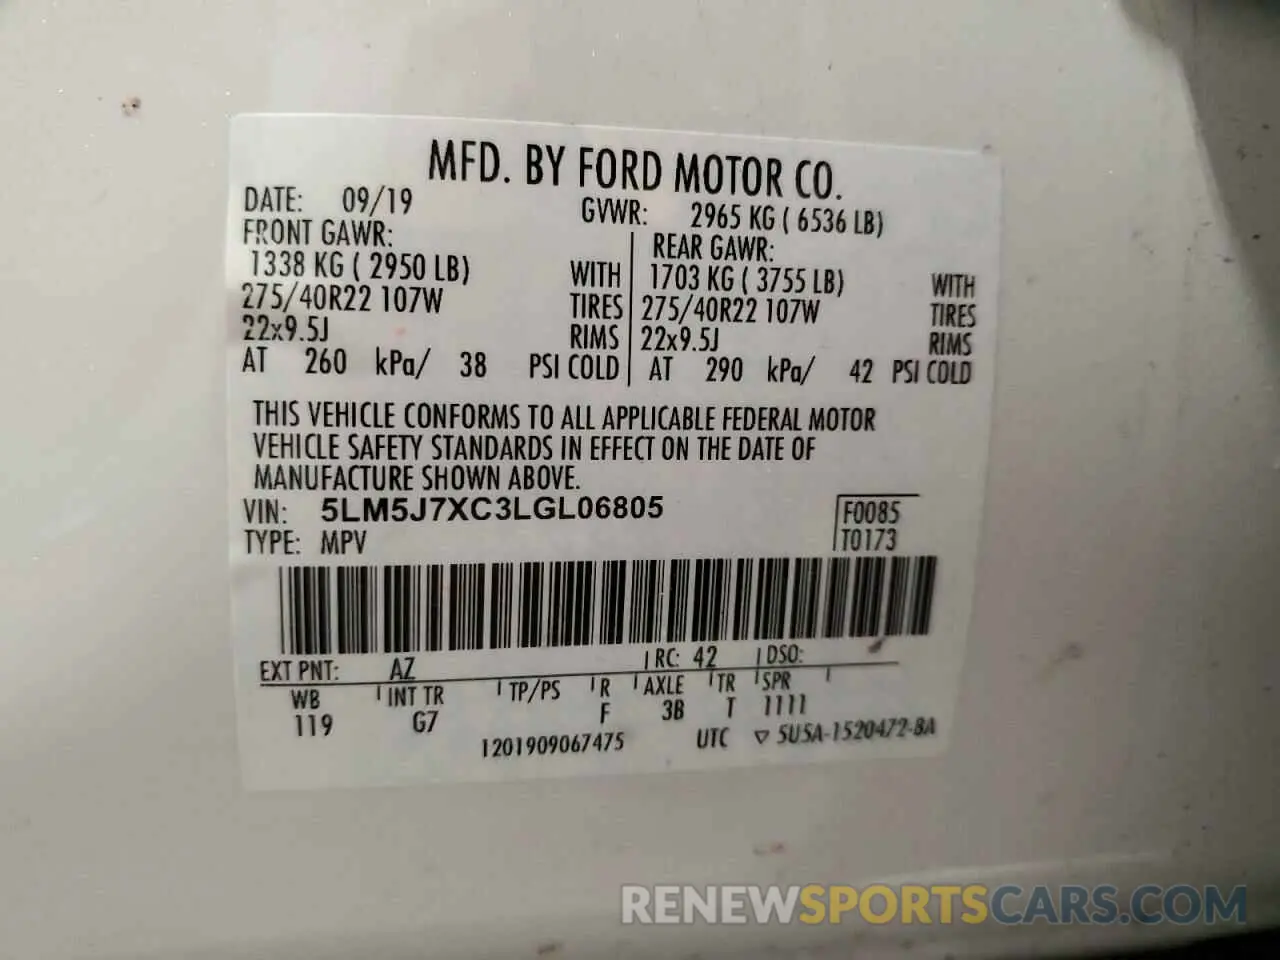 MFD. BY FORD MOTOR CO.
DATE: 09/19 GVWR: 2965 KG ( 6536 LB)
FRONT GAWR: REAR GAWR:
1338 KG ( 2950 LB) WITH 1703 KG ( 3755 LB) WITH
275/40R22 107W TIRES 275/40R22 107W TIRES
22x9.5J RIMS 22x9.5J RIMS
AT 260 kPa/ 38 PSI COLD AT 290 kPa/ 42 PSI COLD
THIS VEHICLE CONFORMS TO ALL APPLICABLE FEDERAL MOTOR
VEHICLE SAFETY STANDARDS IN EFFECT ON THE DATE OF
MANUFACTURE SHOWN ABOVE.
VIN: 5LM5J7XC3LGL06805 F0085
TYPE: MPV T0173
EXT PNT: AZ RC: 42 DSO:
WB INT TR TP/PS R AXLE TR SPR
119 G7 F 3B T 1111
1201909067475 UTC ▽ 5U5A-1520472-BA
RENEWSPORTSCARS.COM